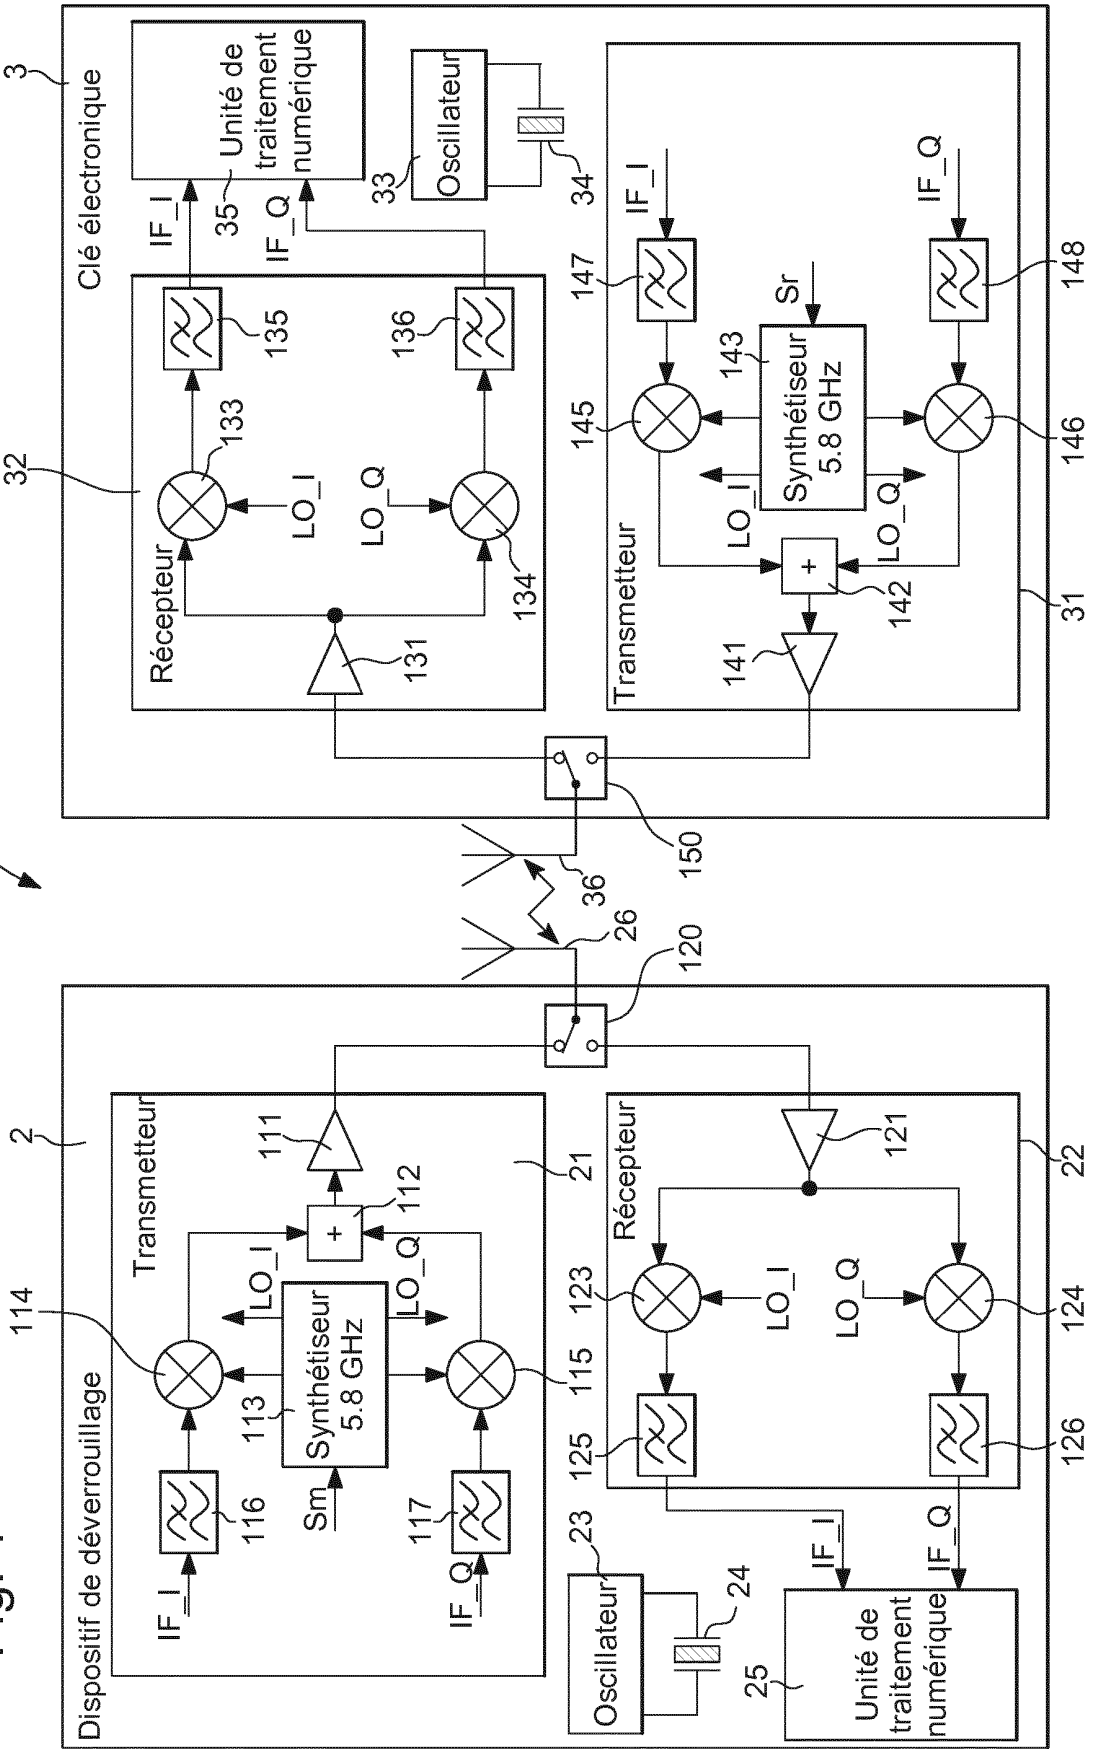 2
Dispositif de déverrouillage
114
Transmetteur
IF_I
116
LO_I
111
Sm
113
Synthétiseur
5.8 GHz
112
LO_Q
IF_Q
117
115
21
Oscillateur
23
24
120
26
Récepteur
125
123
LO_I
121
IF_I
LO_Q
IF_Q
126
124
22
25
Unité de
traitement
numérique
3
Clé électronique
32
Récepteur
133
135
IF_I
35
Unité de
traitement
numérique
LO_I
131
LO_Q
134
136
IF_Q
33
Oscillateur
34
36
150
Transmetteur
145
147
IF_I
141
LO_I
143
Synthétiseur
5.8 GHz
Sr
142
LO_Q
146
148
IF_Q
31